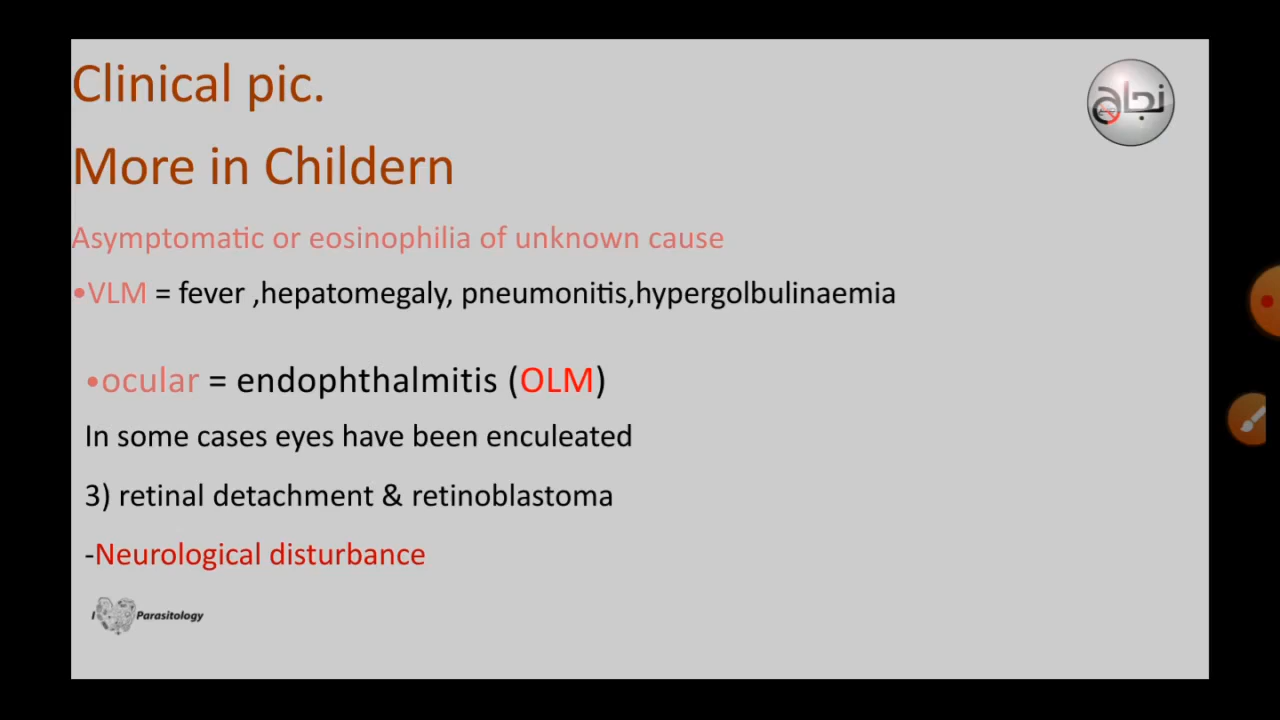 Clinical pic.
نجاح
More in Childern
Asymptomatic or eosinophilia of unknown cause
•VLM = fever ,hepatomegaly, pneumonitis,hypergolbulinaemia
•ocular = endophthalmitis (OLM)
In some cases eyes have been enculeated
3) retinal detachment & retinoblastoma
-Neurological disturbance
I Parasitology